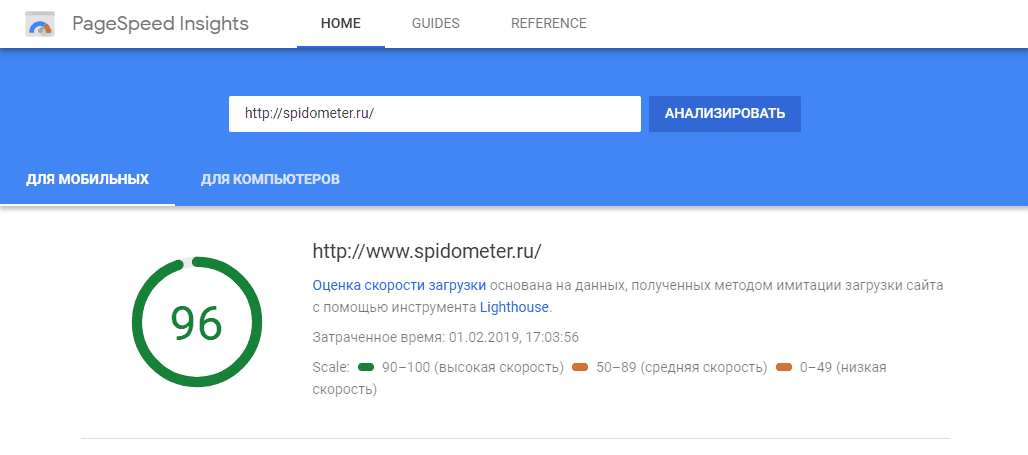 PageSpeed Insights HOME GUIDES REFERENCE
http://spidometer.ru/ АНАЛИЗИРОВАТЬ
ДЛЯ МОБИЛЬНЫХ ДЛЯ КОМПЬЮТЕРОВ
96
http://www.spidometer.ru/
Оценка скорости загрузки основана на данных, полученных методом имитации загрузки сайта
с помощью инструмента Lighthouse.
Затраченное время: 01.02.2019, 17:03:56
Scale: 90–100 (высокая скорость) 50–89 (средняя скорость) 0–49 (низкая
скорость)